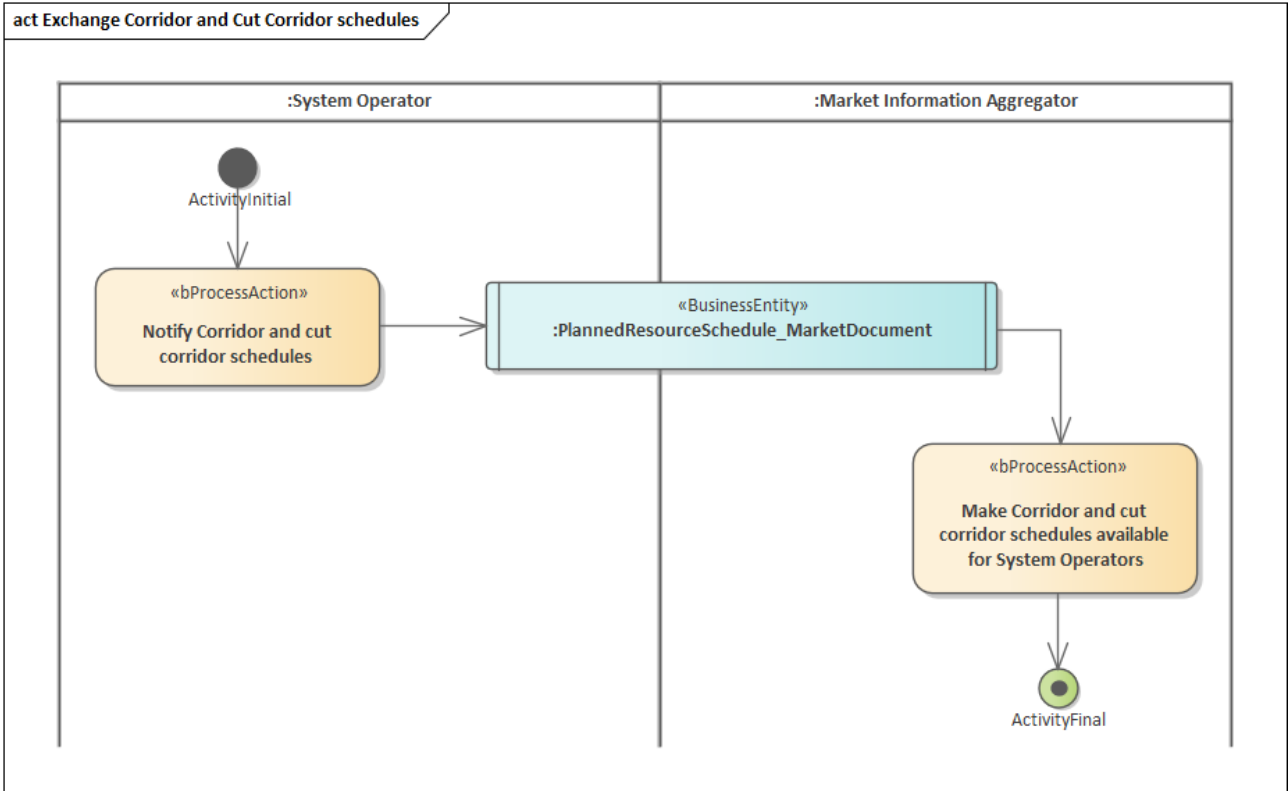 act Exchange Corridor and Cut Corridor schedules
:System Operator
:Market Information Aggregator
ActivityInitial
«bProcessAction»
Notify Corridor and cut
corridor schedules
«BusinessEntity»
:PlannedResourceSchedule_MarketDocument
«bProcessAction»
Make Corridor and cut
corridor schedules available
for System Operators
ActivityFinal